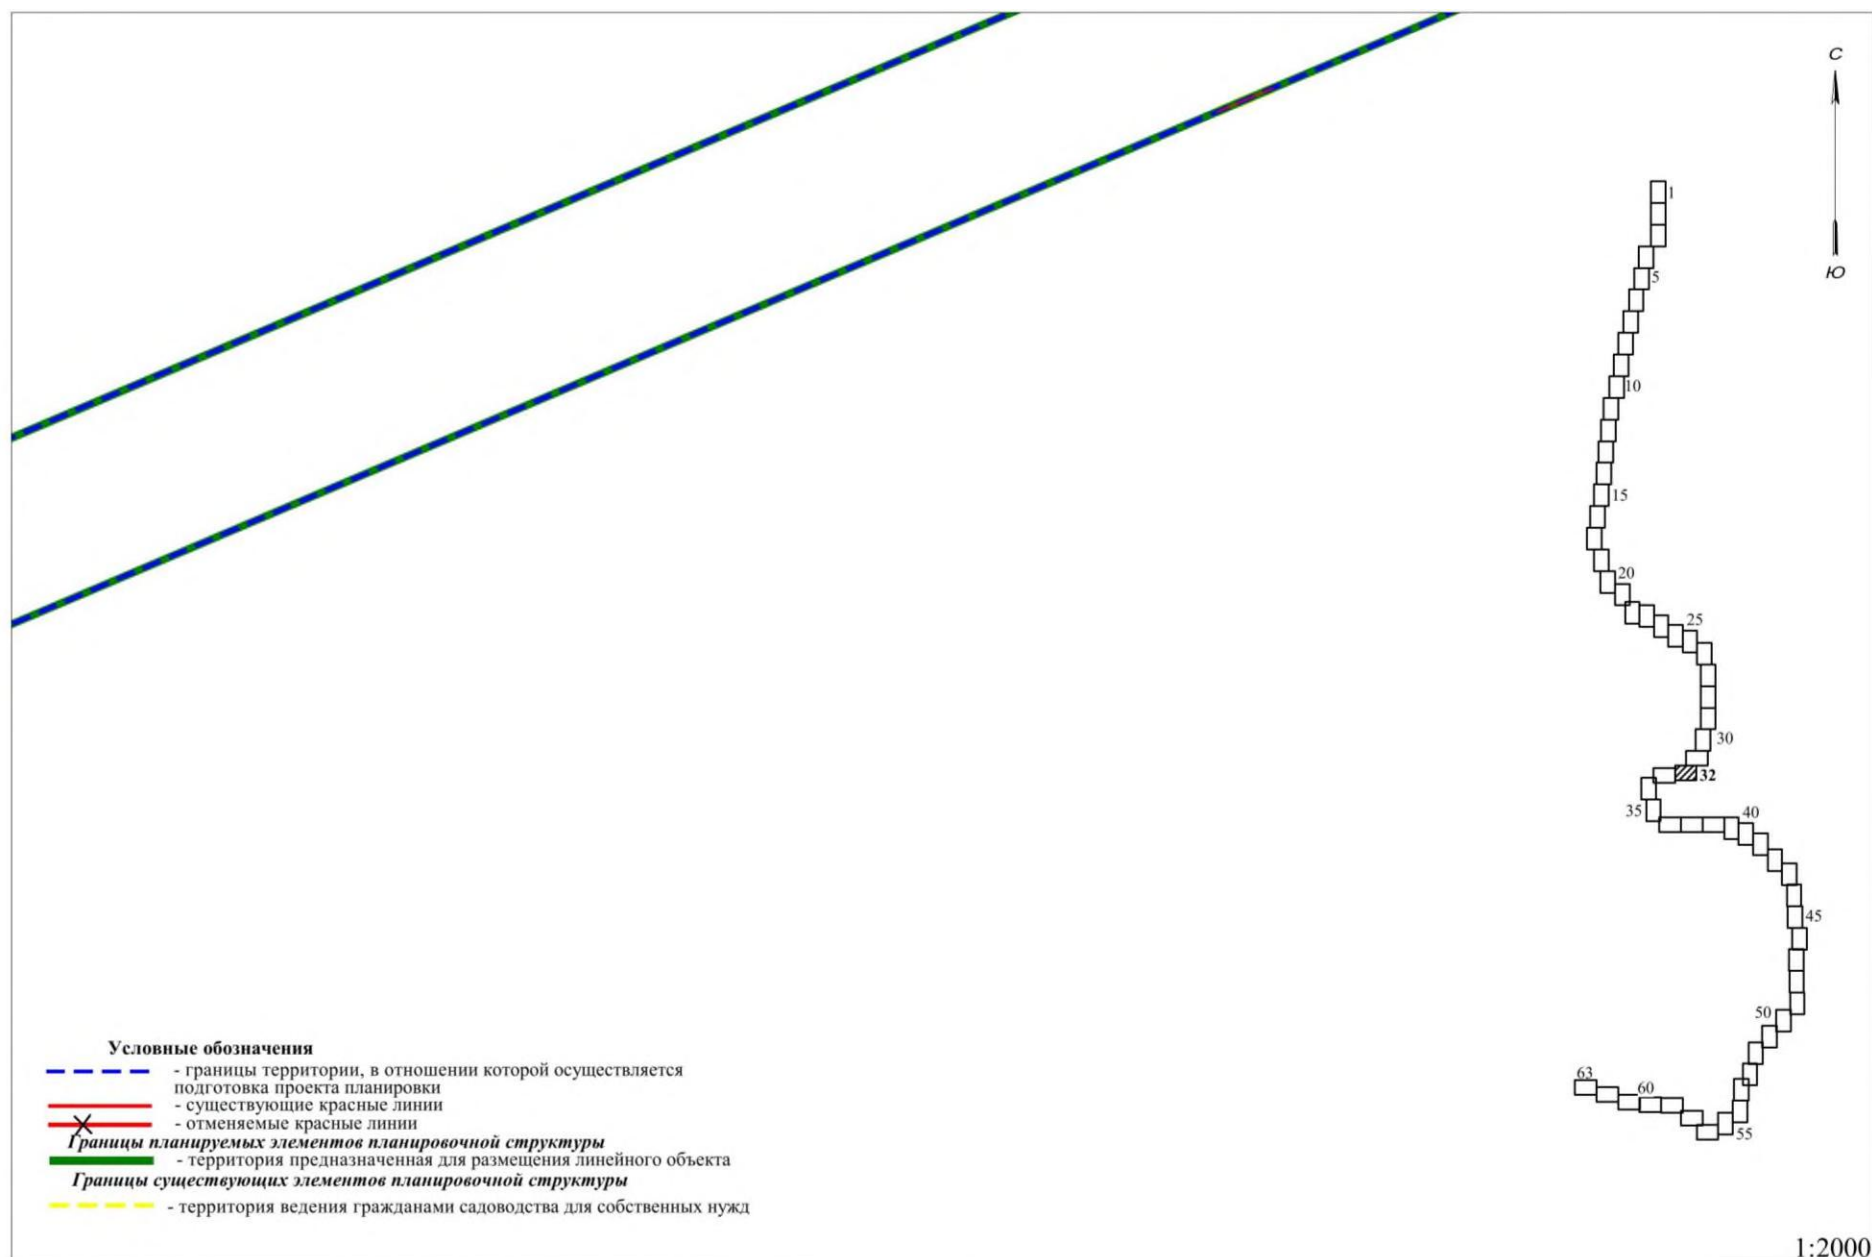 С
Ю
1
5
10
15
20
25
30
32
35
40
45
50
55
60
63
Условные обозначения
- границы территории, в отношении которой осуществляется
подготовка проекта планировки
- существующие красные линии
- отменяемые красные линии
Границы планируемых элементов планировочной структуры
- территория предназначенная для размещения линейного объекта
Границы существующих элементов планировочной структуры
- территория ведения гражданами садоводства для собственных нужд
1:2000